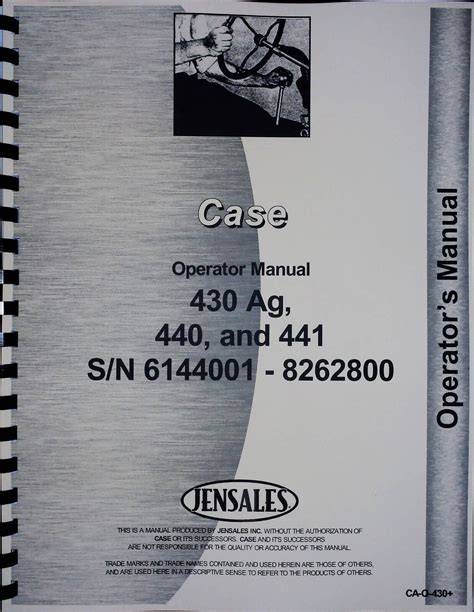 Case
Operator Manual
430 Ag,
440, and 441
S/N 6144001 - 8262800
Operator's Manual
JENSALES
THIS IS A MANUAL PRODUCED BY JENSALES INC. WITHOUT THE AUTHORIZATION OF
CASE OR IT'S SUCCESSORS. CASE AND IT'S SUCCESSORS
ARE NOT RESPONSIBLE FOR THE QUALITY OR ACCURACY OF THIS MANUAL.
TRADE MARKS AND TRADE NAMES CONTAINED AND USED HEREIN ARE THOSE OF OTHERS,
AND ARE USED HERE IN A DESCRIPTIVE SENSE TO REFER TO THE PRODUCTS OF OTHERS.
CA-O-430+